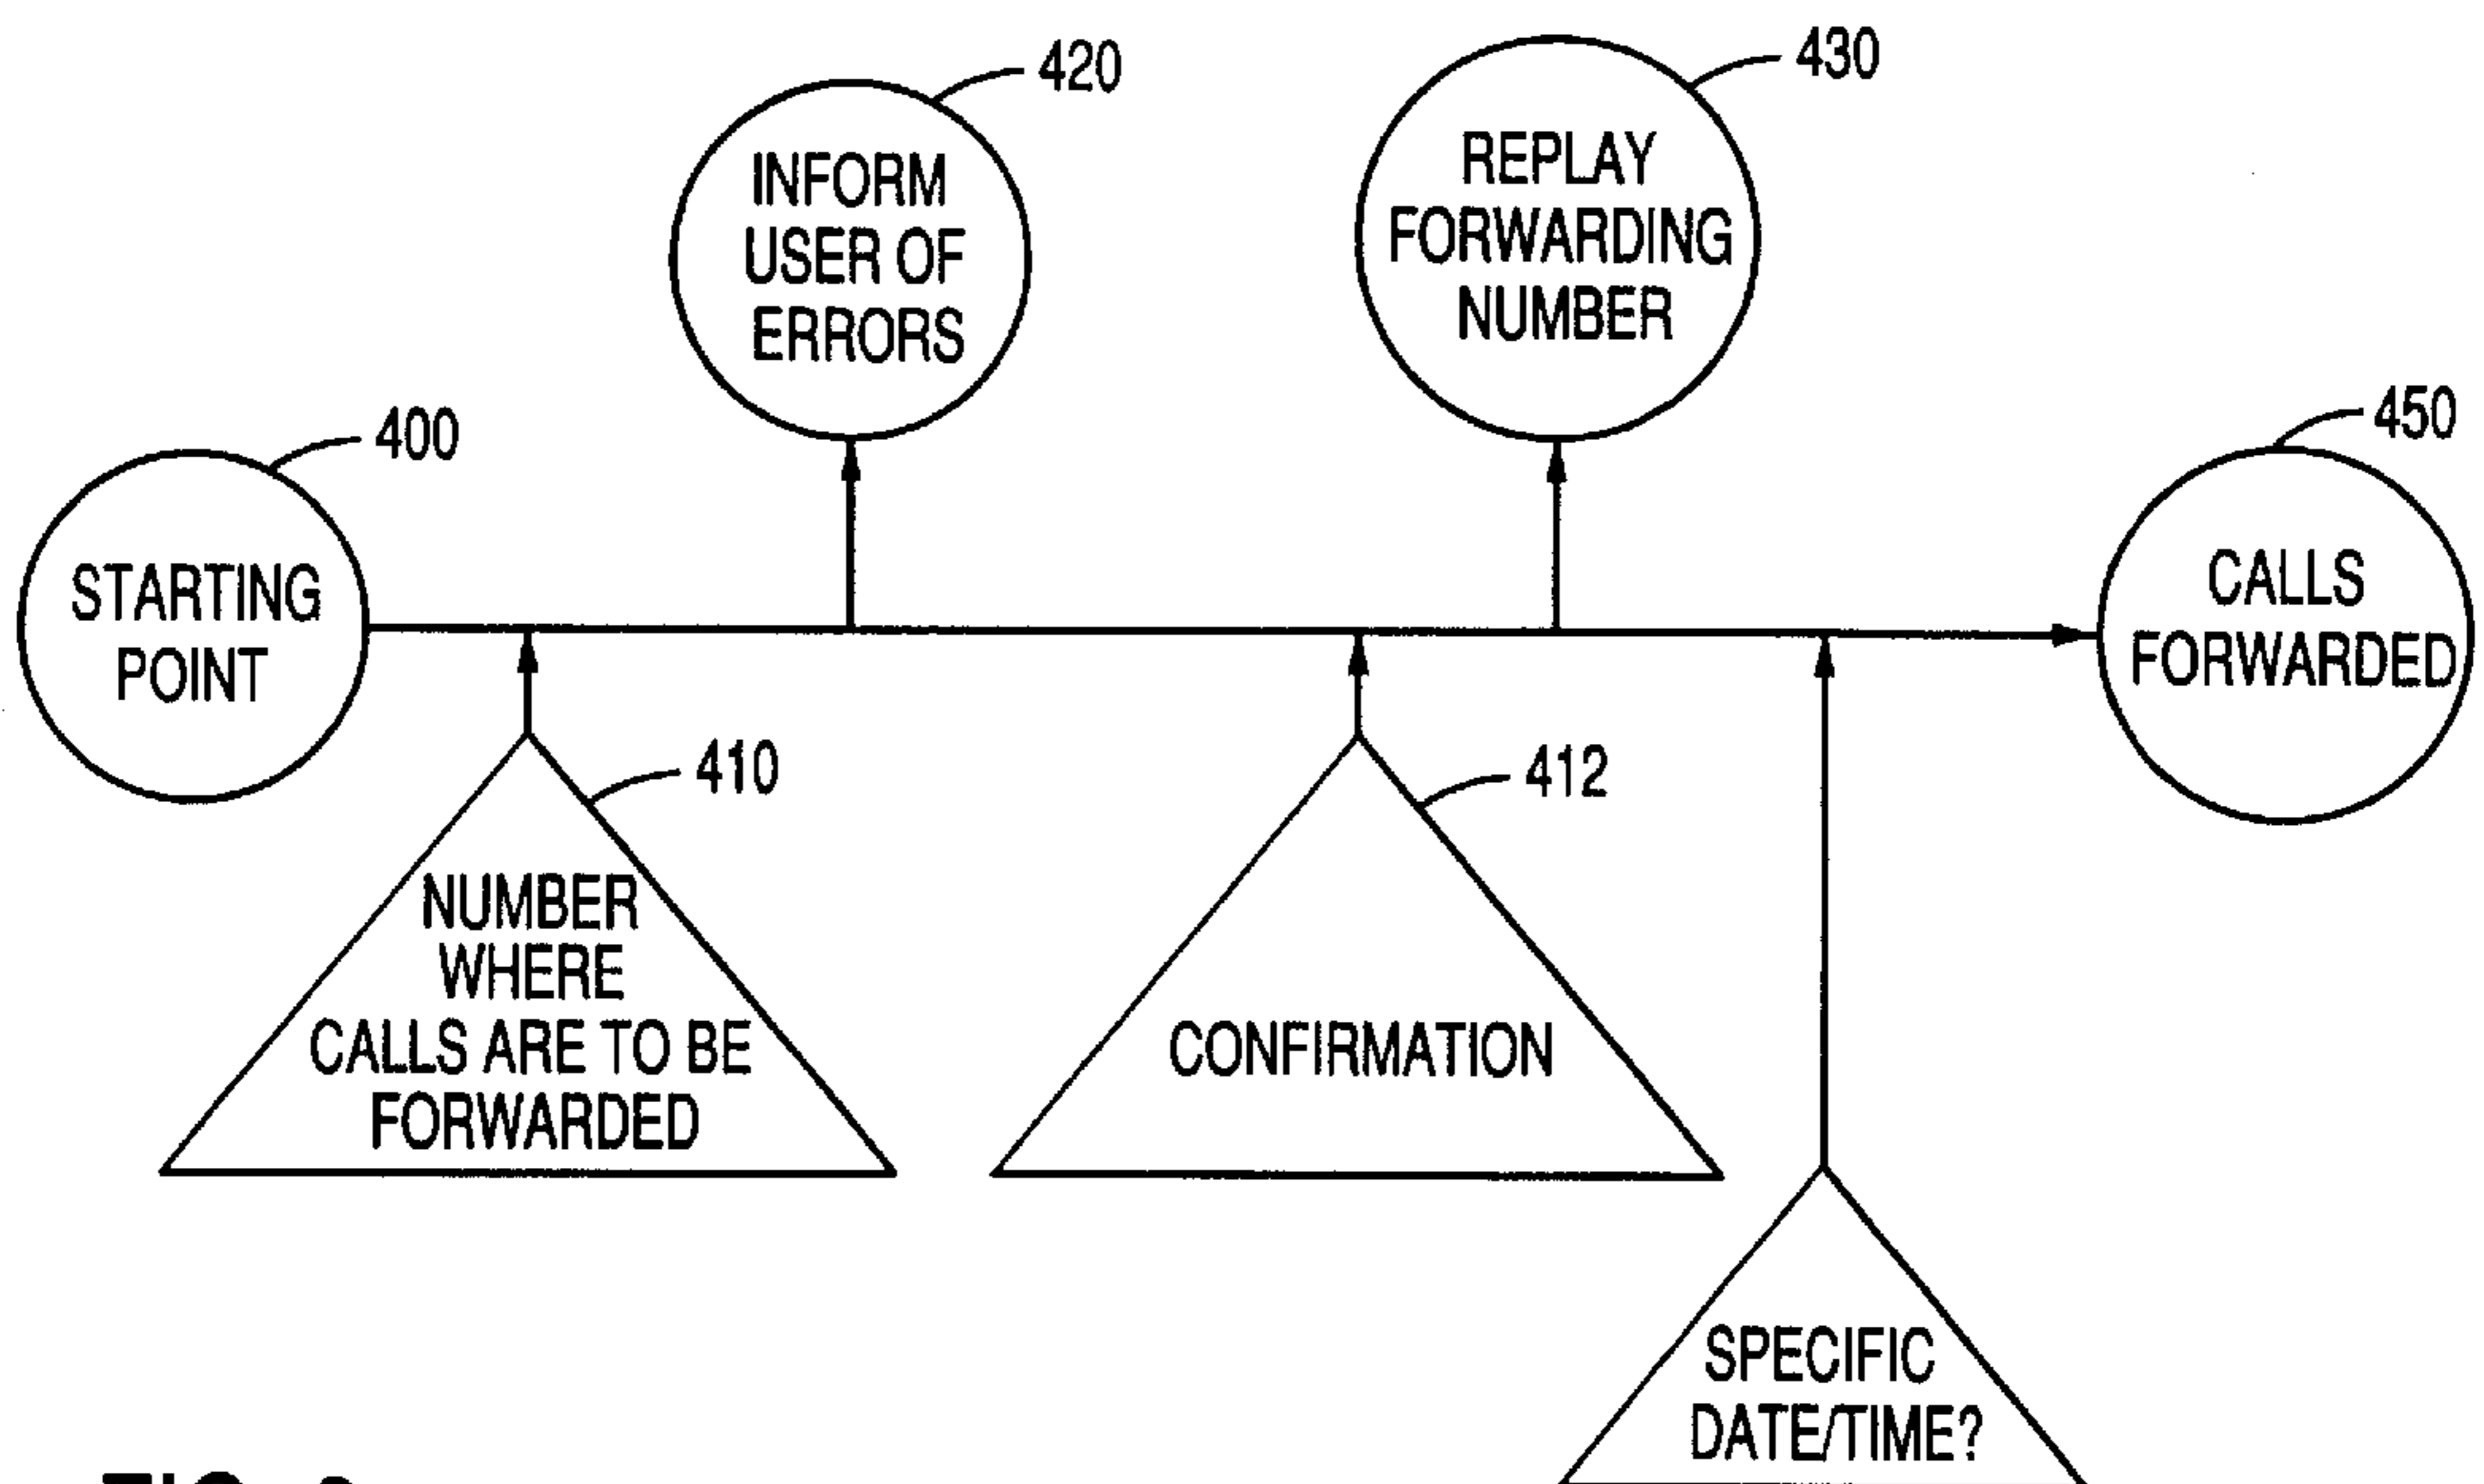 420
430
INFORM
USER OF
ERRORS
REPLAY
FORWARDING
NUMBER
400
450
STARTING
POINT
CALLS
FORWARDED
410
412
NUMBER
WHERE
CALLS ARE TO BE
FORWARDED
CONFIRMATION
SPECIFIC
DATE/TIME?